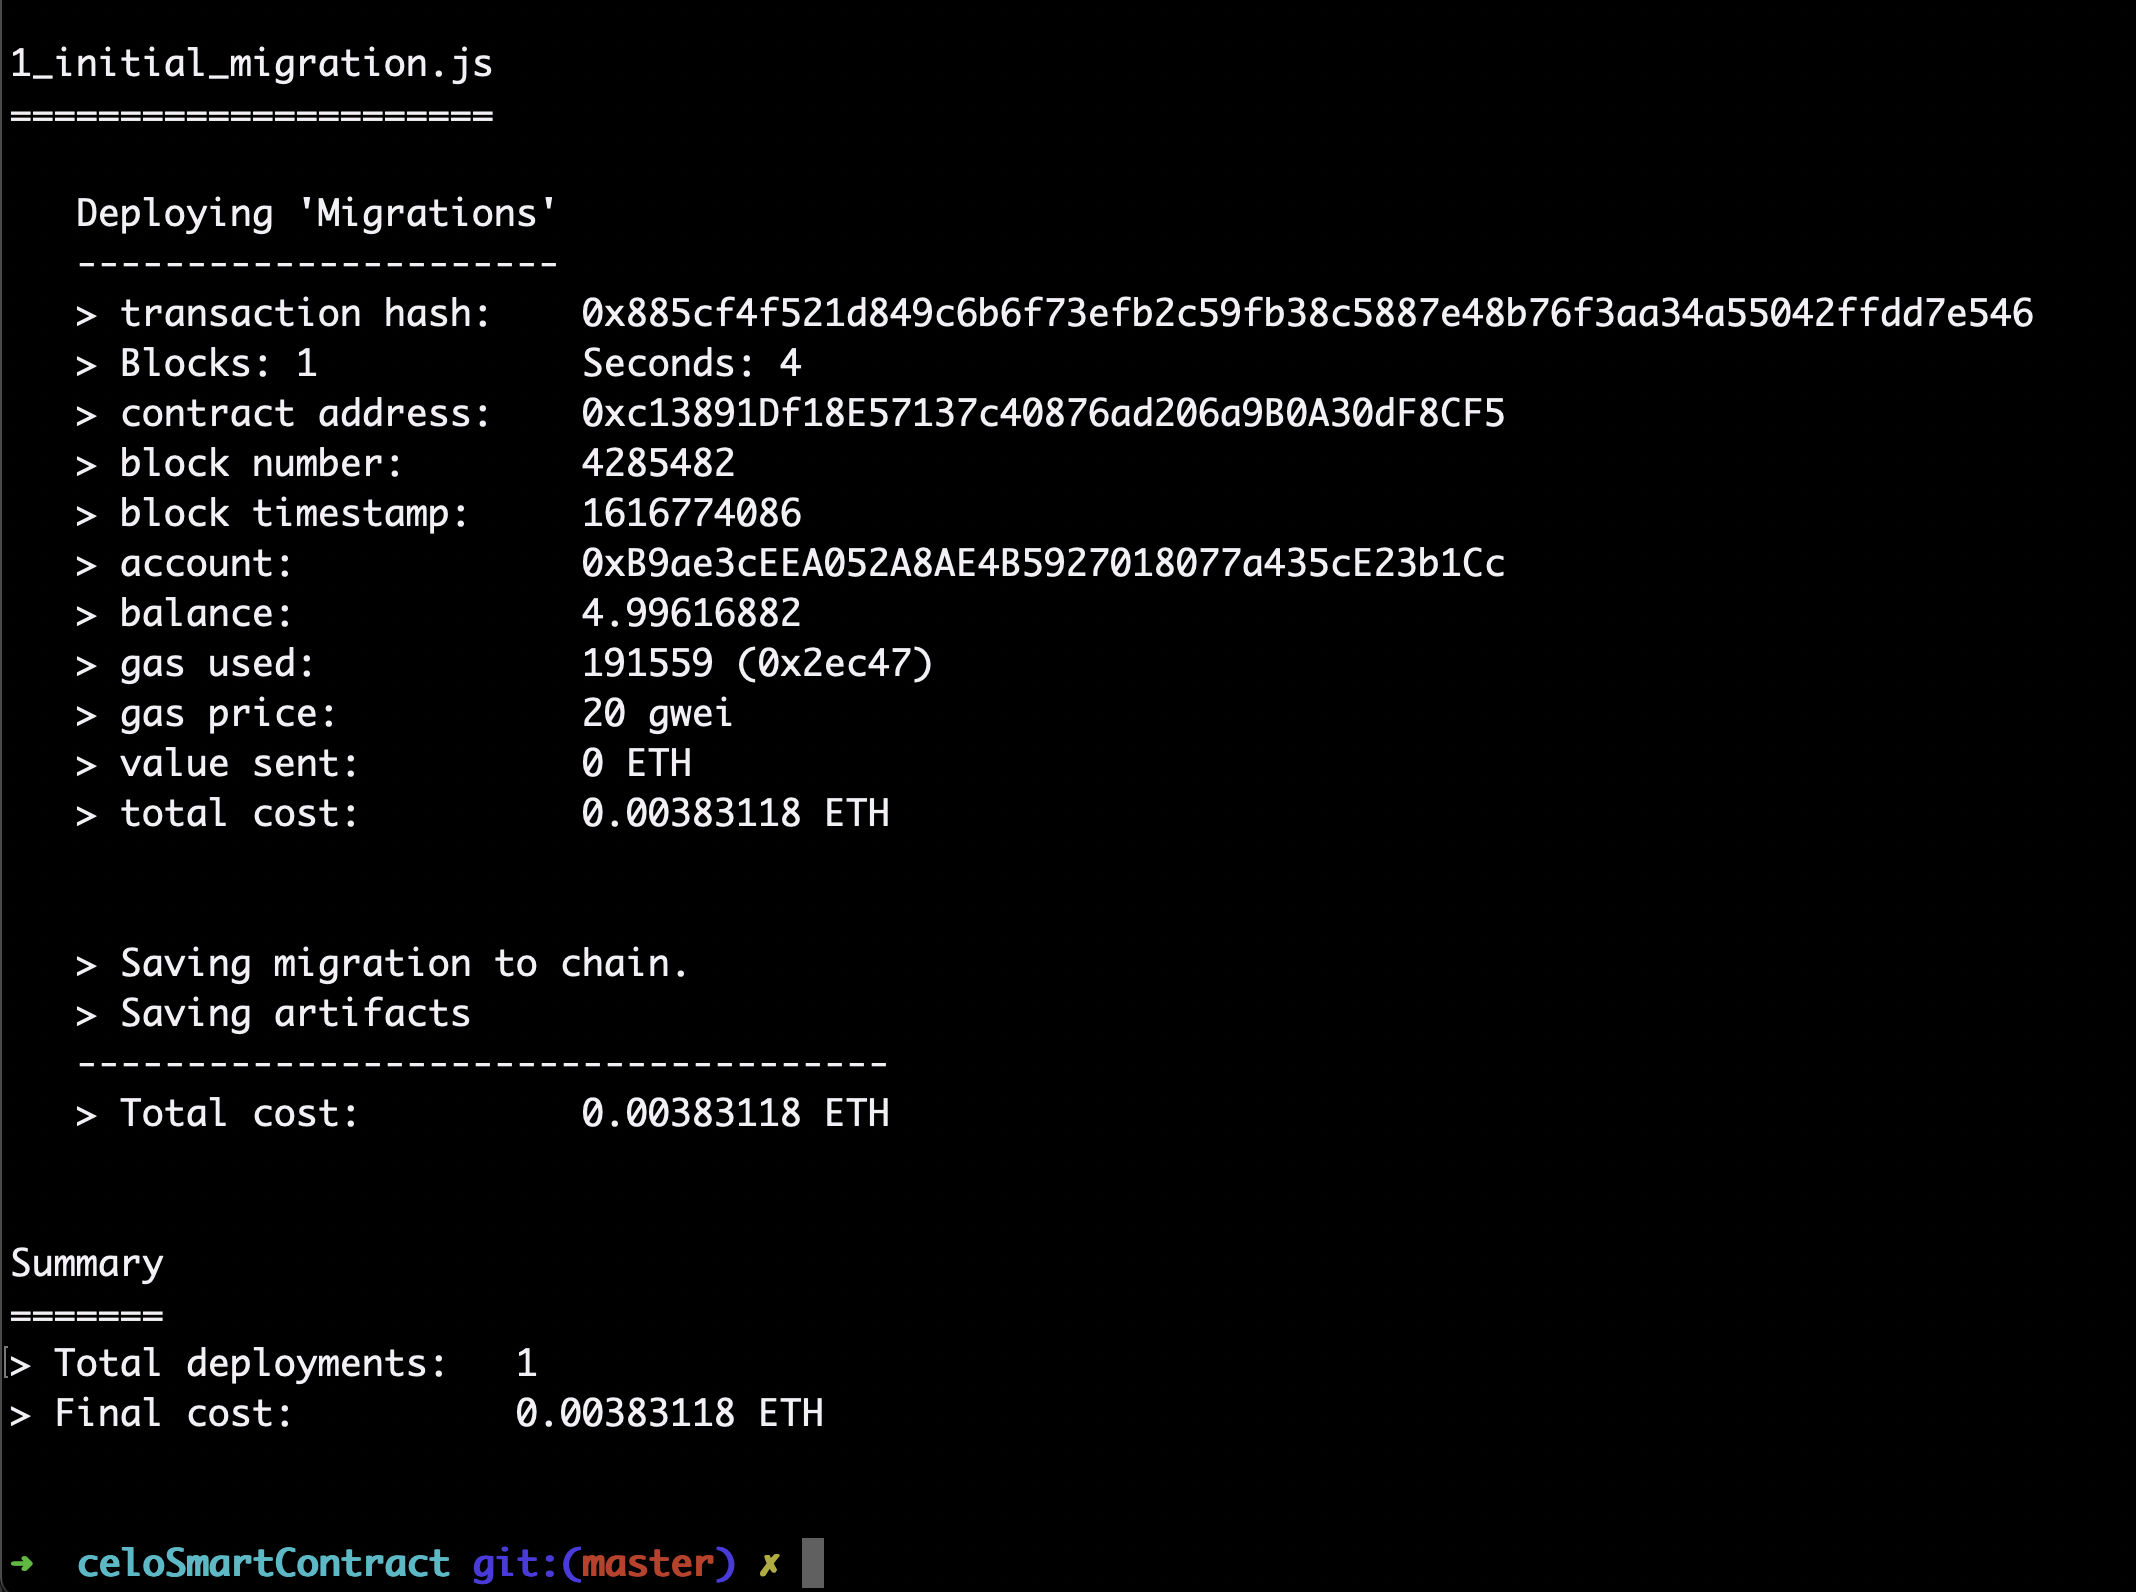 1_initial_migration.js
======================
Deploying 'Migrations'
----------------------
> transaction hash:    0x885cf4f521d849c6b6f73efb2c59fb38c5887e48b76f3aa34a55042ffdd7e546
> Blocks: 1            Seconds: 4
> contract address:    0xc13891Df18E57137c40876ad206a9B0A30dF8CF5
> block number:        4285482
> block timestamp:     1616774086
> account:             0xB9ae3cEEA052A8AE4B5927018077a435cE23b1Cc
> balance:             4.99616882
> gas used:            191559 (0x2ec47)
> gas price:           20 gwei
> value sent:          0 ETH
> total cost:          0.00383118 ETH
> Saving migration to chain.
> Saving artifacts
-------------------------------------
> Total cost:          0.00383118 ETH
Summary
=======
> Total deployments:   1
> Final cost:          0.00383118 ETH
➜  celoSmartContract git:(master) ✗